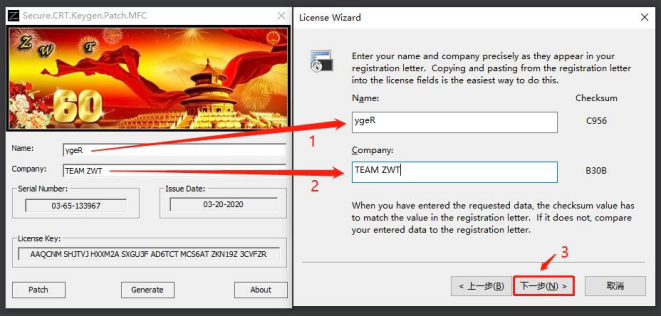 Secure.CRT.Keygen.Patch.MFC
Z W T
60
Name:
ygeR
Company:
TEAM ZWT
Serial Number:
03-65-133967
Issue Date:
03-20-2020
License Key:
AAQCNM SHJTVJ HXXM2A SXGU3F AD6TCT MCS6AT ZKN19Z 3CVFZR
Patch
Generate
About
1
2
License Wizard
Enter your name and company precisely as they appear in your
registration letter. Copying and pasting from the registration letter
into the license fields is the easiest way to do this.
Name:
Checksum
ygeR
C956
Company:
TEAM ZWT
B30B
When you have entered the requested data, the checksum value has
to match the value in the registration letter. If it does not, compare
your entered data to the registration letter.
3
< 上一步(B)
下一步(N) >
取消